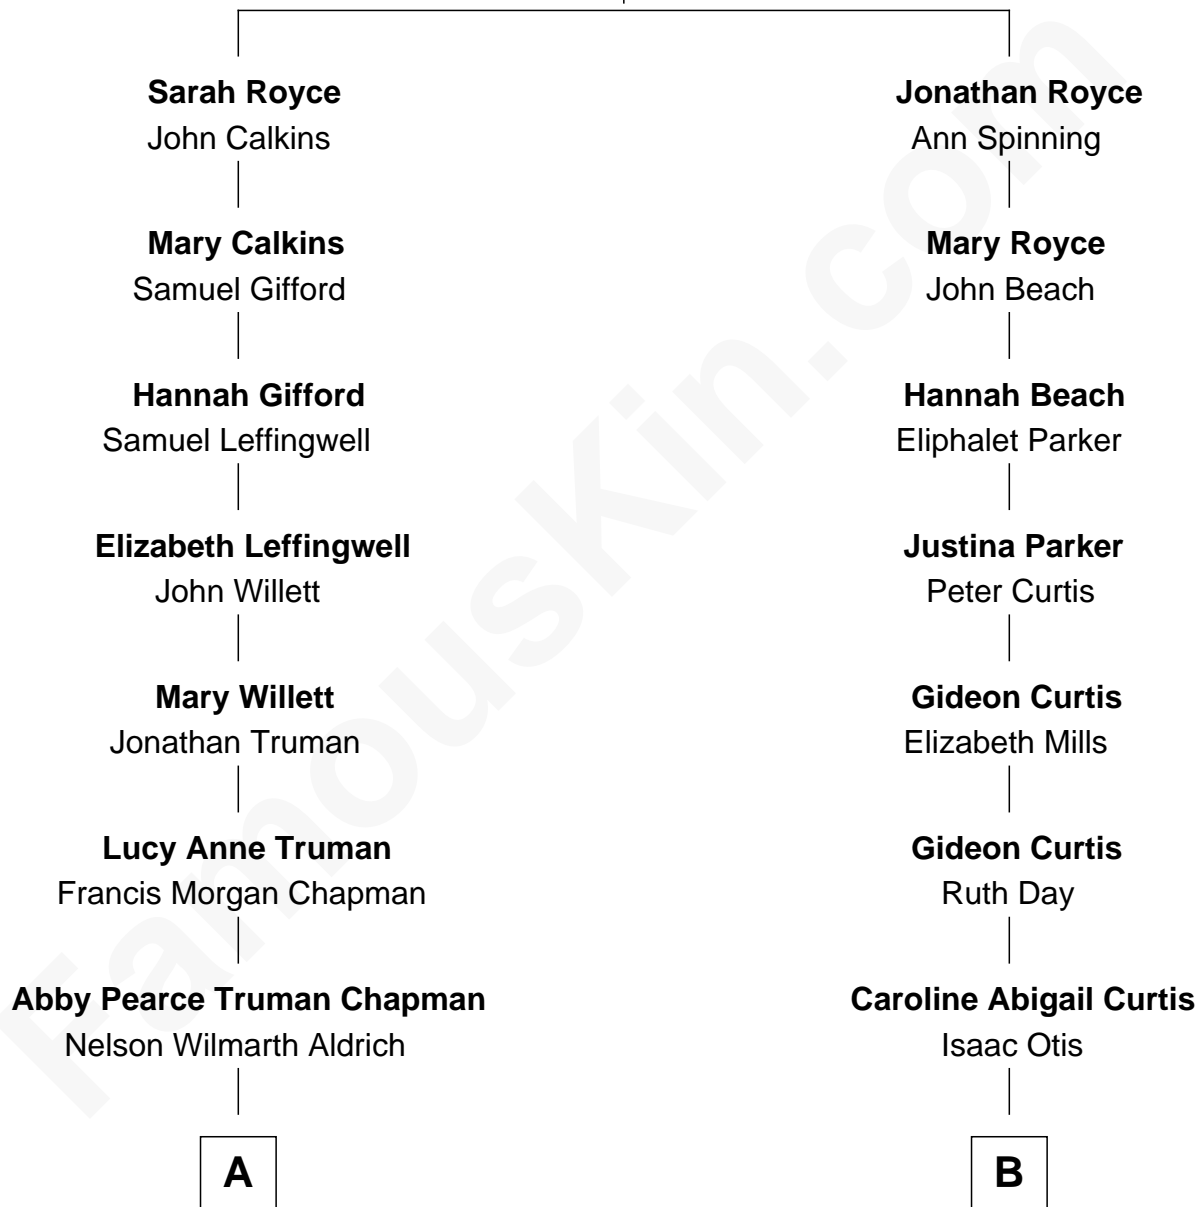 Sarah Royce
John Calkins
Mary Calkins
Samuel Gifford
Hannah Gifford
Samuel Leffingwell
Elizabeth Leffingwell
John Willett
Mary Willett
Jonathan Truman
Lucy Anne Truman
Francis Morgan Chapman
Abby Pearce Truman Chapman
Nelson Wilmarth Aldrich
A
Jonathan Royce
Ann Spinning
Mary Royce
John Beach
Hannah Beach
Eliphalet Parker
Justina Parker
Peter Curtis
Gideon Curtis
Elizabeth Mills
Gideon Curtis
Ruth Day
Caroline Abigail Curtis
Isaac Otis
B
FamousKin.com